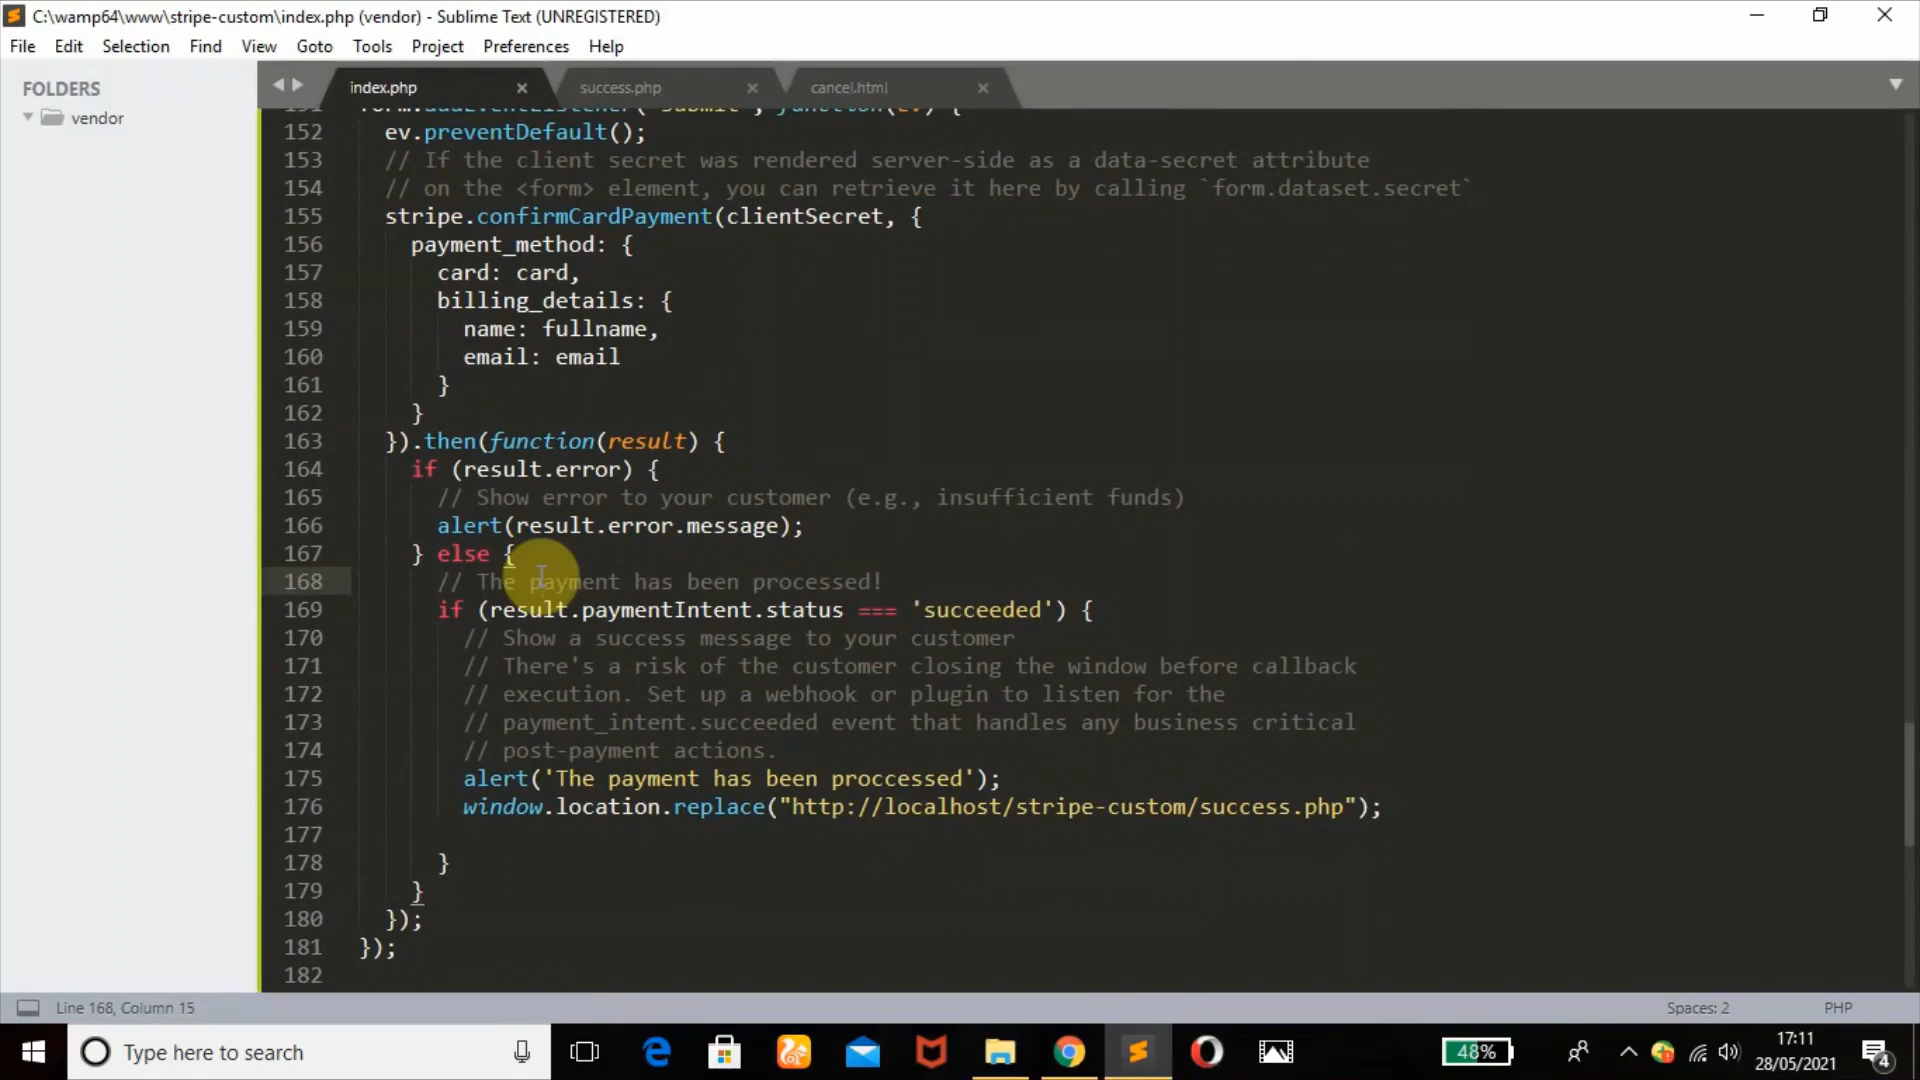 C:\wamp64\www\stripe-custom\index.php (vendor) - Sublime Text (UNREGISTERED)
File Edit Selection Find View Goto Tools Project Preferences Help
FOLDERS
vendor
index.php success.php cancel.html
152 ev.preventDefault();
153 // If the client secret was rendered server-side as a data-secret attribute
154 // on the <form> element, you can retrieve it here by calling `form.dataset.secret`
155 stripe.confirmCardPayment(clientSecret, {
156 payment_method: {
157 card: card,
158 billing_details: {
159 name: fullname,
160 email: email
161 }
162 }
163 }).then(function(result) {
164 if (result.error) {
165 // Show error to your customer (e.g., insufficient funds)
166 alert(result.error.message);
167 } else {
168 // The payment has been processed!
169 if (result.paymentIntent.status === 'succeeded') {
170 // Show a success message to your customer
171 // There's a risk of the customer closing the window before callback
172 // execution. Set up a webhook or plugin to listen for the
173 // payment_intent.succeeded event that handles any business critical
174 // post-payment actions.
175 alert('The payment has been proccessed');
176 window.location.replace("http://localhost/stripe-custom/success.php");
177
178 }
179 }
180 });
181 });
182
Line 168, Column 15 Spaces: 2 PHP
Type here to search
48%
17:11
28/05/2021
4